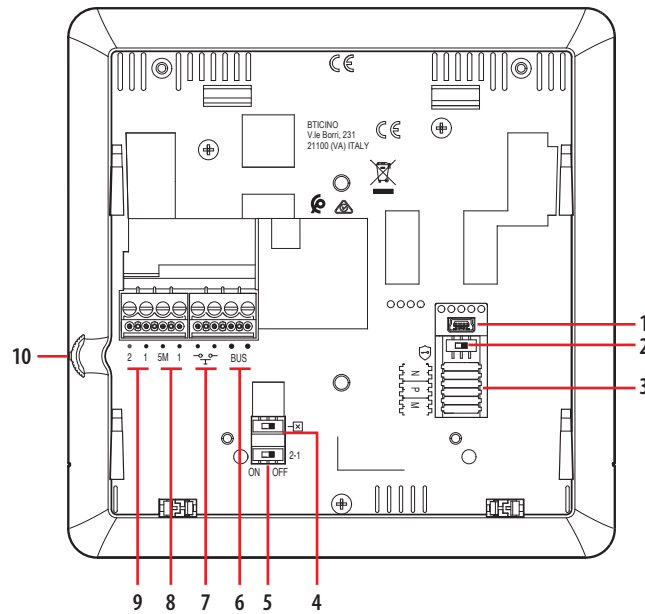 CE
BTICINO
V.le Borri, 231
21100 (VA) ITALY
CE
1
2
3
N
P
M
10
2 1 5M 1 BUS
2-1
ON OFF
9 8 7 6 5 4